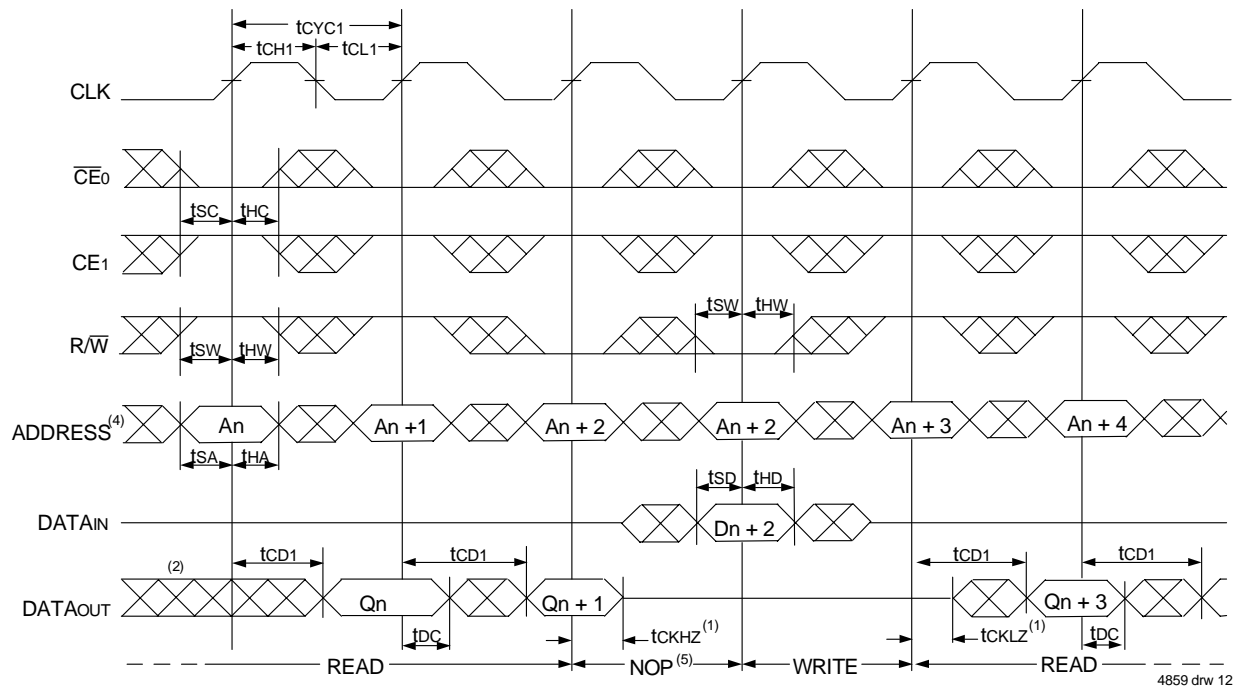 tCYC1
tCH1 tCL1
CLK
CE0
tSC tHC
CE1
tSW tHW
R/W
tSW tHW
ADDRESS(4) An An +1 An + 2 An + 2 An + 3 An + 4
tSA tHA
tSD tHD
DATAIN Dn + 2
(2) tCD1 tCD1 tCD1 tCD1
DATAOUT Qn Qn + 1 Qn + 3
tDC tCKHZ(1) tCKLZ(1) tDC
READ NOP(5) WRITE READ
4859 drw 12